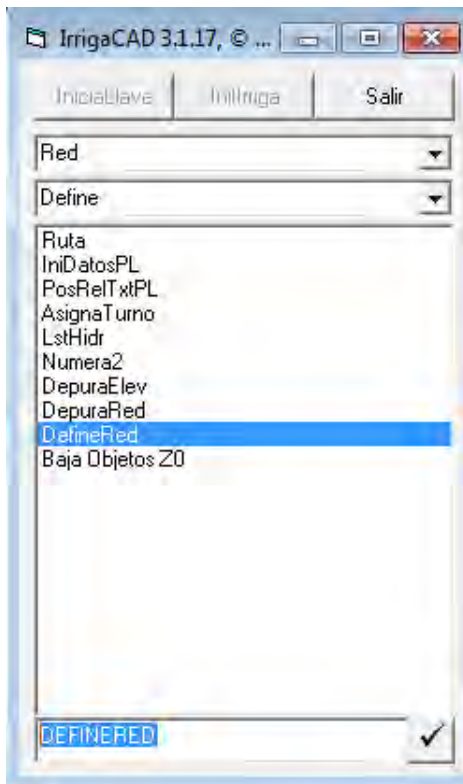 IrrigaCAD 3.1.17, © ...
IniciaLlave IniIrriga Salir
Red
Define
Ruta
IniDatosPL
PosRelTxtPL
AsignaTurno
LstHidr
Numera2
DepuraElev
DepuraRed
DefineRed
Baja Objetos Z0
DEFINERED